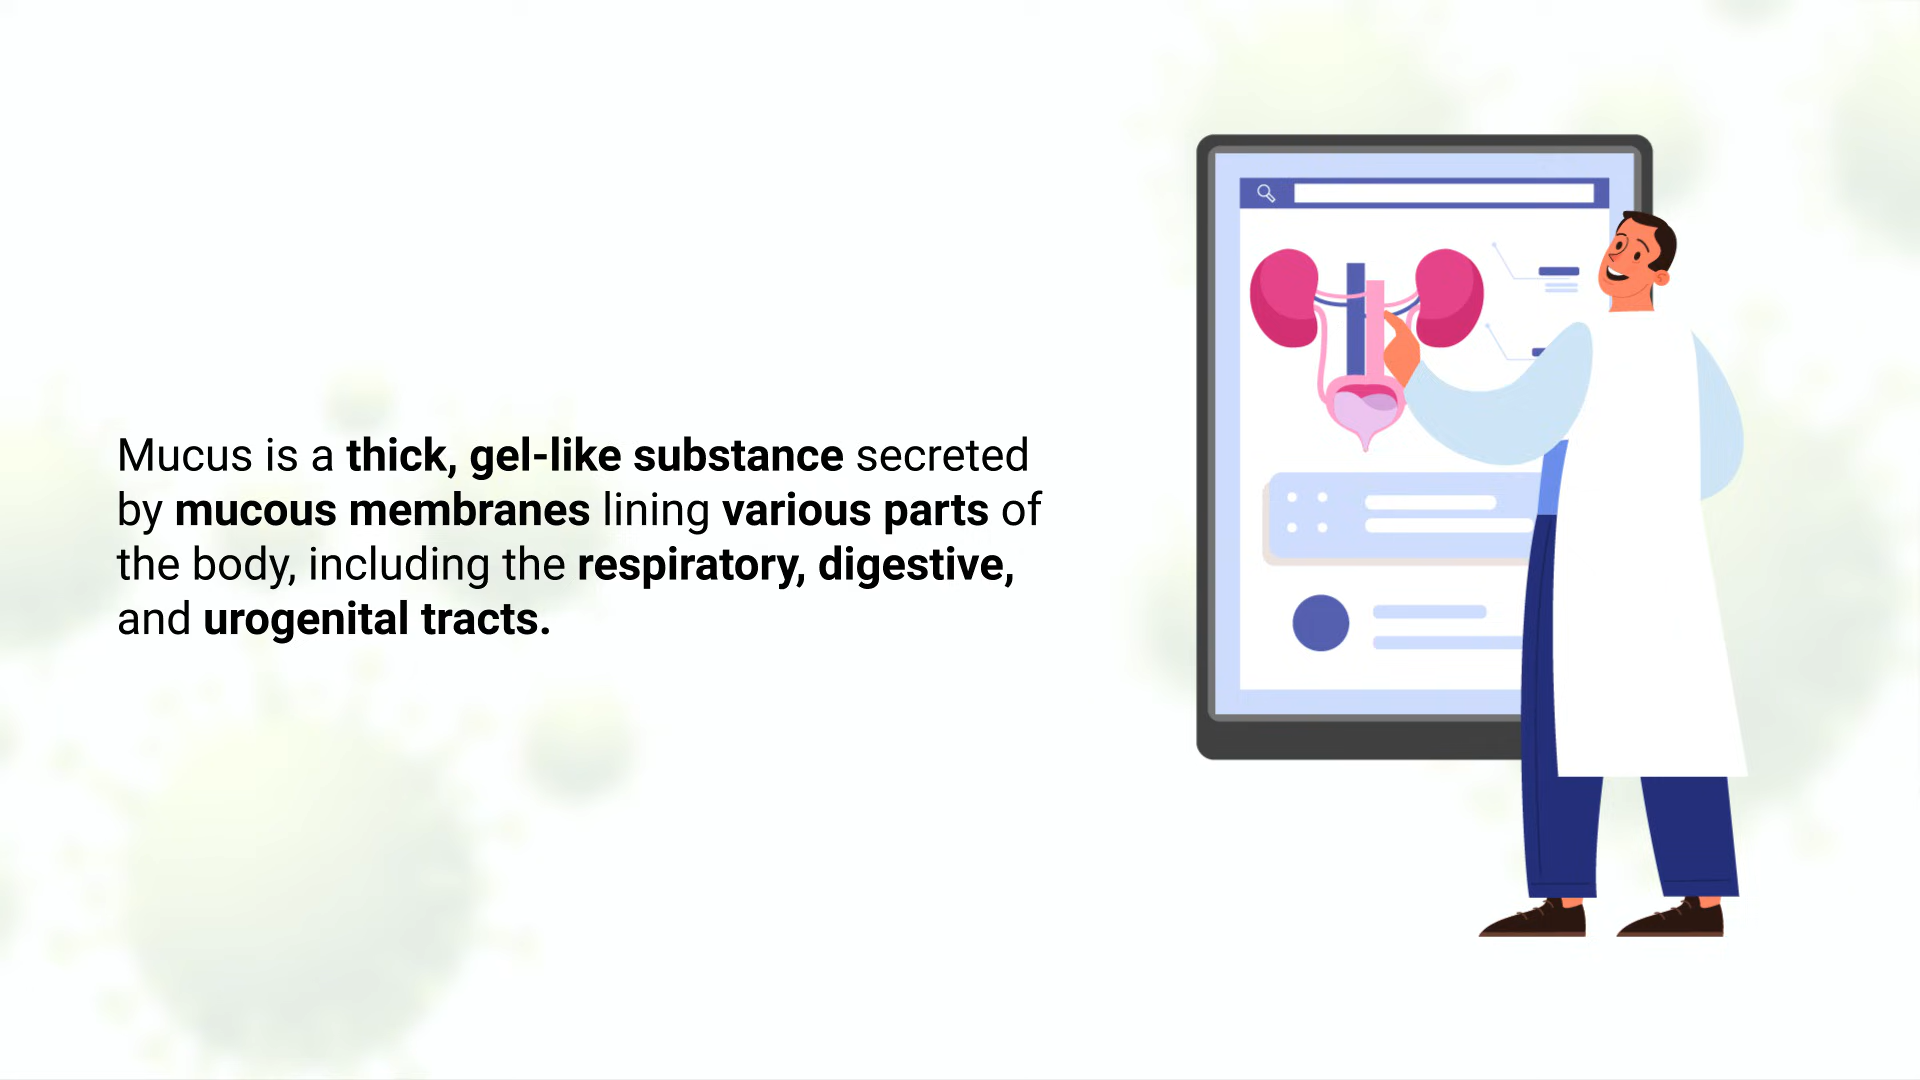 Mucus is a thick, gel-like substance secreted
by mucous membranes lining various parts of
the body, including the respiratory, digestive,
and urogenital tracts.